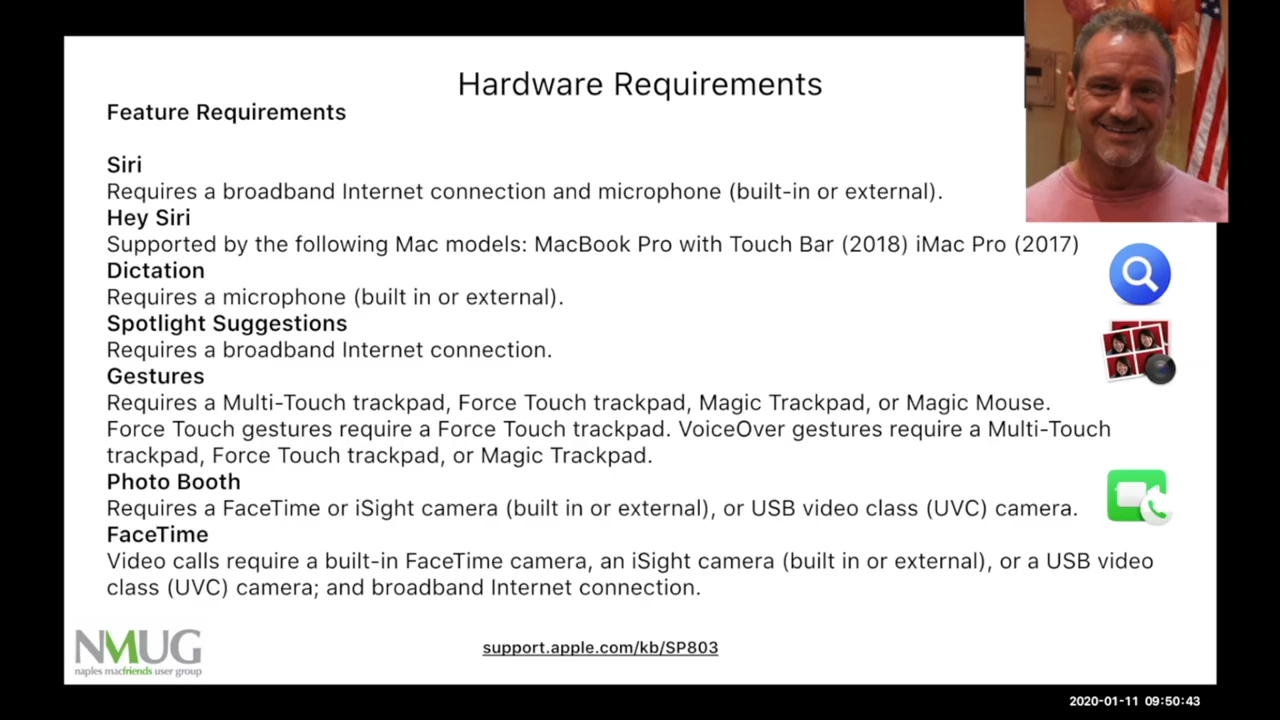 Hardware Requirements
Feature Requirements
Siri
Requires a broadband Internet connection and microphone (built-in or external).
Hey Siri
Supported by the following Mac models: MacBook Pro with Touch Bar (2018) iMac Pro (2017)
Dictation
Requires a microphone (built in or external).
Spotlight Suggestions
Requires a broadband Internet connection.
Gestures
Requires a Multi-Touch trackpad, Force Touch trackpad, Magic Trackpad, or Magic Mouse.
Force Touch gestures require a Force Touch trackpad. VoiceOver gestures require a Multi-Touch
trackpad, Force Touch trackpad, or Magic Trackpad.
Photo Booth
Requires a FaceTime or iSight camera (built in or external), or USB video class (UVC) camera.
FaceTime
Video calls require a built-in FaceTime camera, an iSight camera (built in or external), or a USB video
class (UVC) camera; and broadband Internet connection.
NMUG
naples macfriends user group
support.apple.com/kb/SP803
2020-01-11 09:50:43